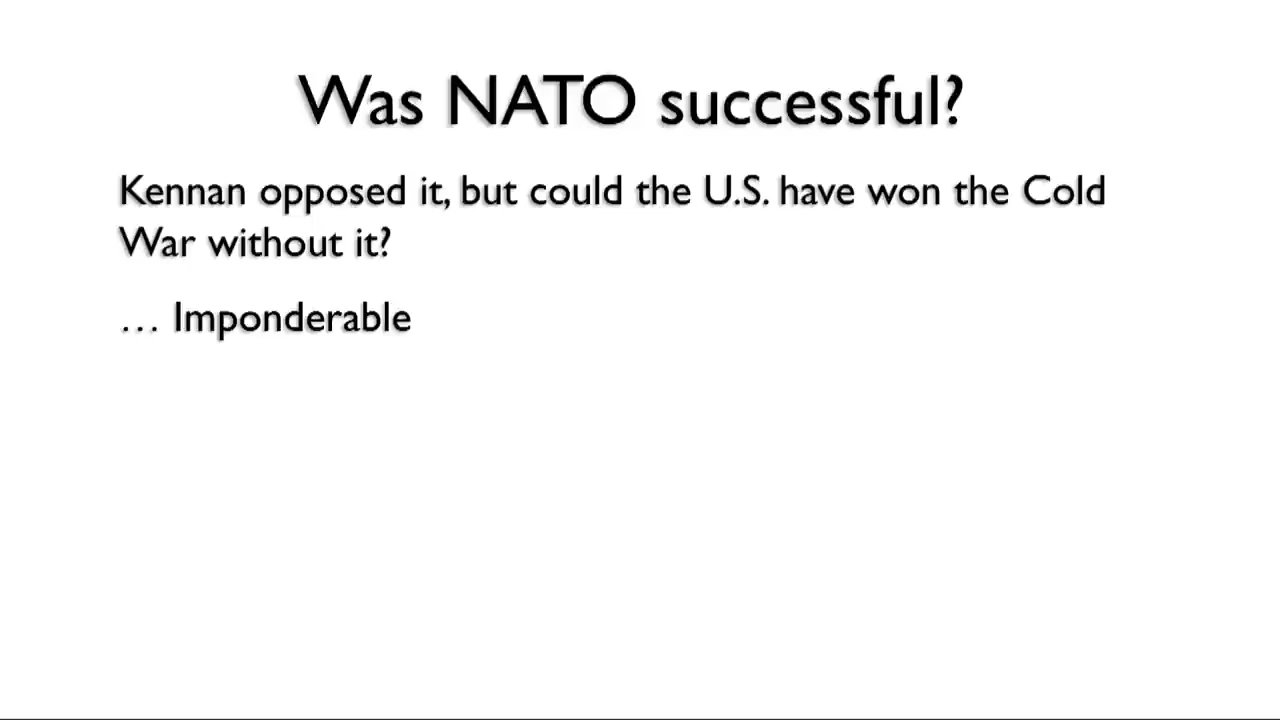 Was NATO successful?
Kennan opposed it, but could the U.S. have won the Cold
War without it?
… Imponderable